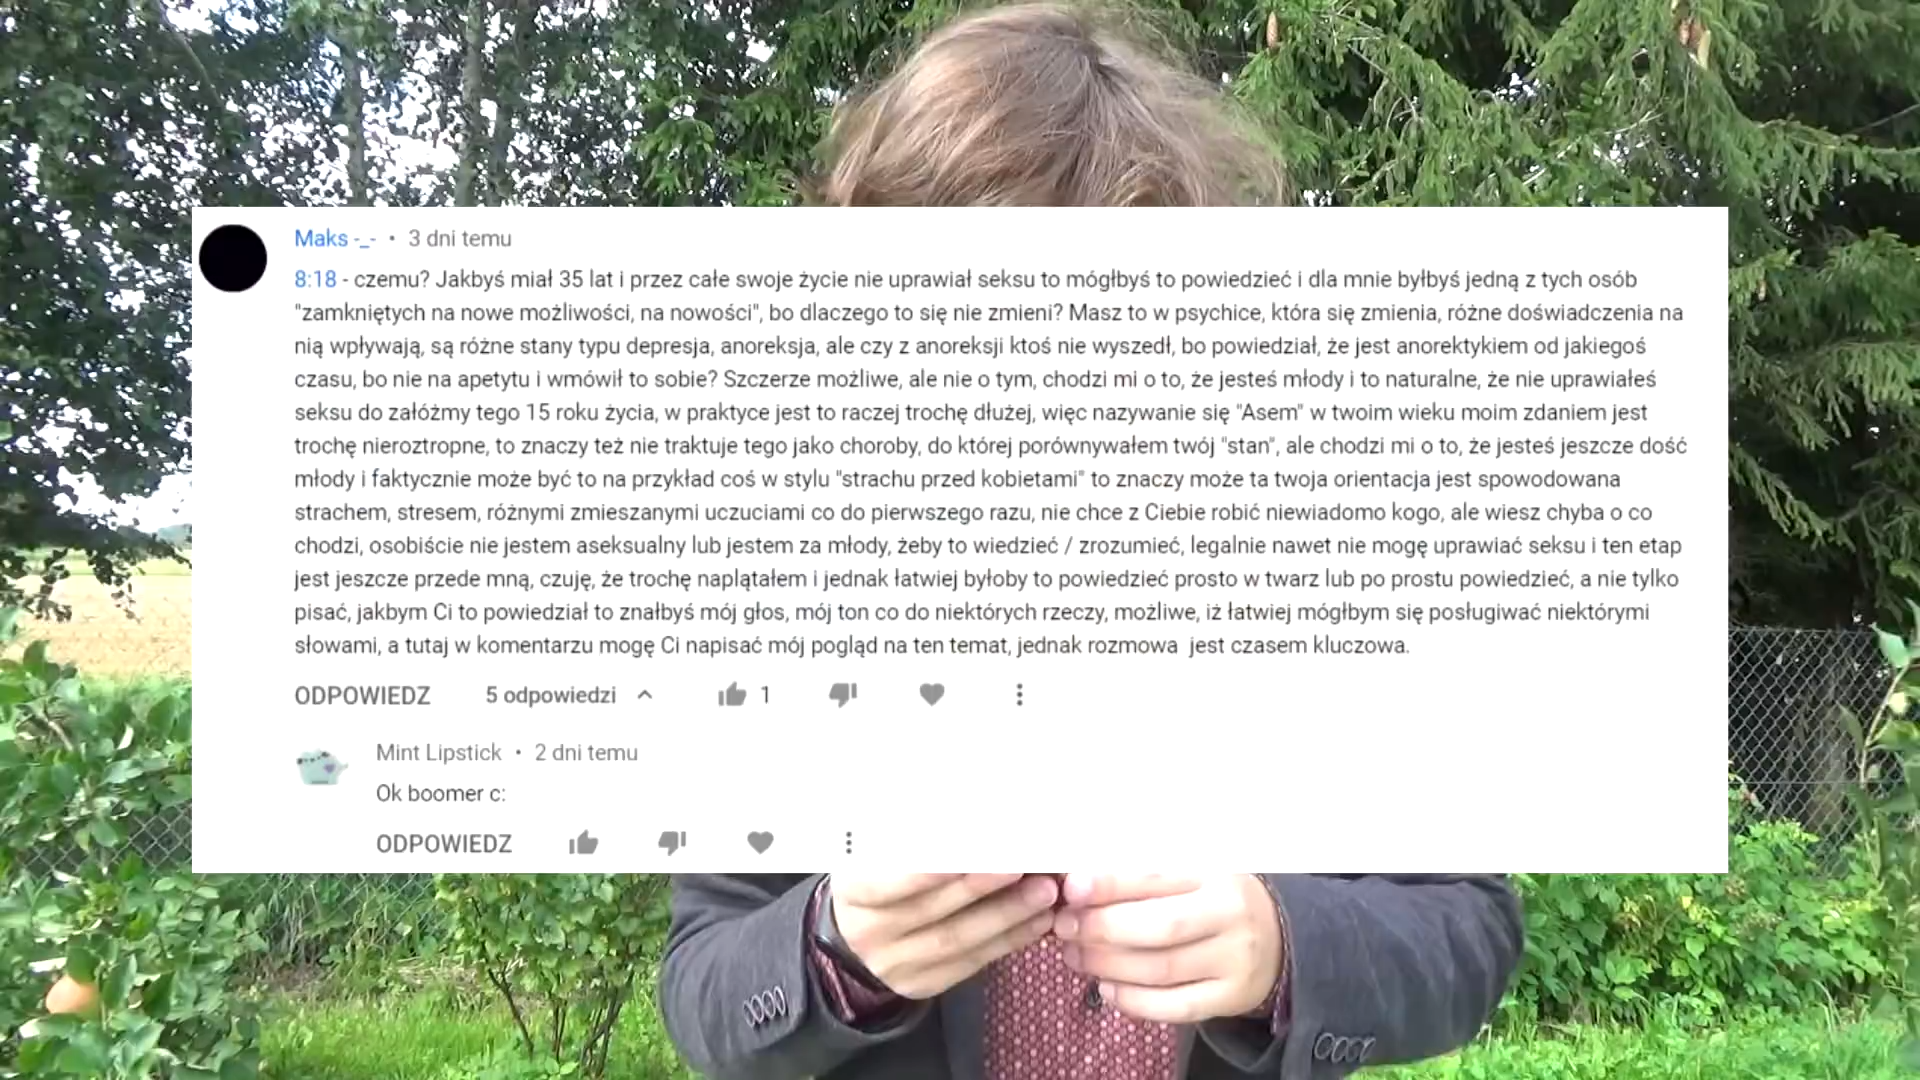 Maks -_- • 3 dni temu
8:18 - czemu? Jakbyś miał 35 lat i przez całe swoje życie nie uprawiał seksu to mógłbyś to powiedzieć i dla mnie byłbyś jedną z tych osób
"zamkniętych na nowe możliwości, na nowości", bo dlaczego to się nie zmieni? Masz to w psychice, która się zmienia, różne doświadczenia na
nią wpływają, są różne stany typu depresja, anoreksja, ale czy z anoreksji ktoś nie wyszedł, bo powiedział, że jest anorektykiem od jakiegoś
czasu, bo nie na apetytu i wmówił to sobie? Szczerze możliwe, ale nie o tym, chodzi mi o to, że jesteś młody i to naturalne, że nie uprawiałeś
seksu do załóżmy tego 15 roku życia, w praktyce jest to raczej trochę dłużej, więc nazywanie się "Asem" w twoim wieku moim zdaniem jest
trochę nieroztropne, to znaczy też nie traktuje tego jako choroby, do której porównywałem twój "stan", ale chodzi mi o to, że jesteś jeszcze dość
młody i faktycznie może być to na przykład coś w stylu "strachu przed kobietami" to znaczy może ta twoja orientacja jest spowodowana
strachem, stresem, różnymi zmieszanymi uczuciami co do pierwszego razu, nie chce z Ciebie robić niewiadomo kogo, ale wiesz chyba o co
chodzi, osobiście nie jestem aseksualny lub jestem za młody, żeby to wiedzieć / zrozumieć, legalnie nawet nie mogę uprawiać seksu i ten etap
jest jeszcze przede mną, czuję, że trochę naplątałem i jednak łatwiej byłoby to powiedzieć prosto w twarz lub po prostu powiedzieć, a nie tylko
pisać, jakbym Ci to powiedział to znałbyś mój głos, mój ton co do niektórych rzeczy, możliwe, iż łatwiej mógłbym się posługiwać niektórymi
słowami, a tutaj w komentarzu mogę Ci napisać mój pogląd na ten temat, jednak rozmowa jest czasem kluczowa.
ODPOWIEDZ 5 odpowiedzi 1
Mint Lipstick • 2 dni temu
Ok boomer c:
ODPOWIEDZ